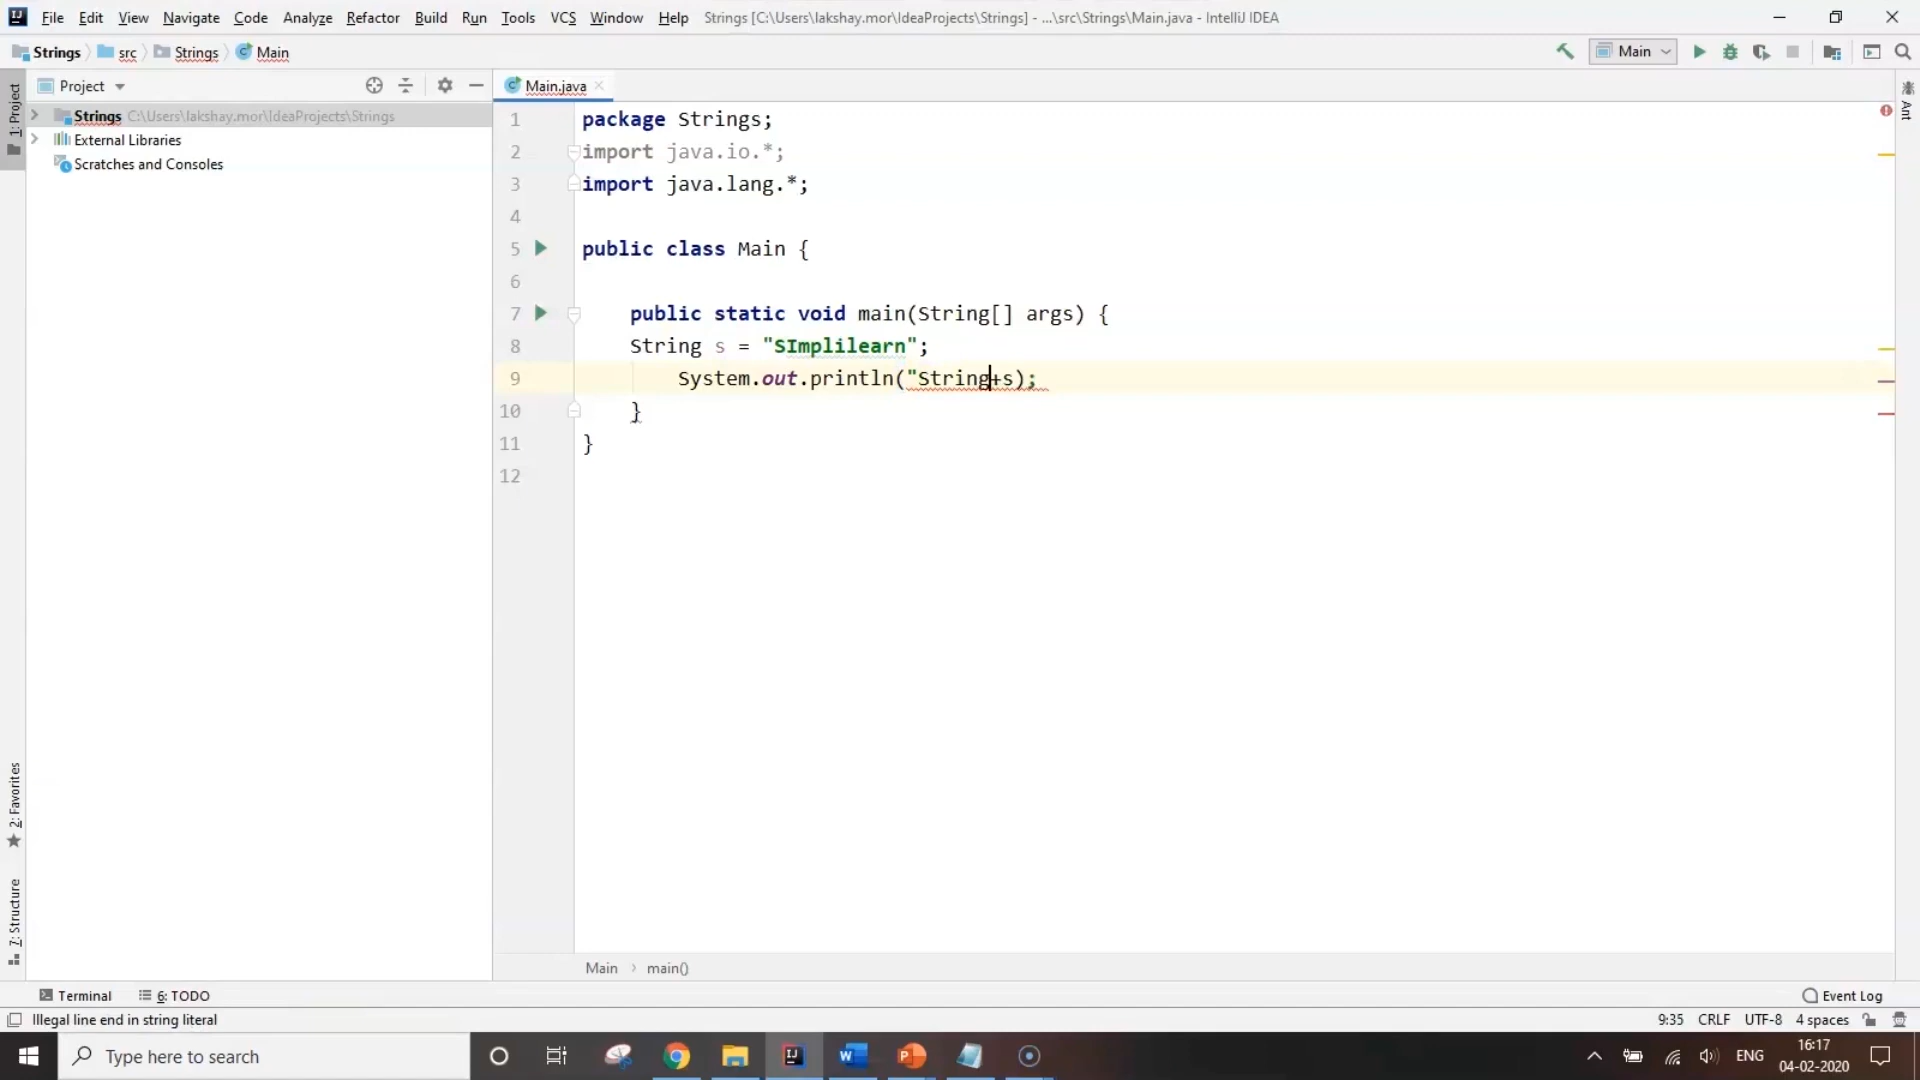 File Edit View Navigate Code Analyze Refactor Build Run Tools VCS Window Help Strings [C:\Users\lakshay.mor\IdeaProjects\Strings] - ...\src\Strings\Main.java - IntelliJ IDEA
Strings src Strings Main Main
1: Project
Project
Main.java
Ant
Strings C:\Users\lakshay.mor\IdeaProjects\Strings
External Libraries
Scratches and Consoles
1 package Strings;
2 import java.io.*;
3 import java.lang.*;
4
5 public class Main {
6
7 public static void main(String[] args) {
8 String s = "SImplilearn";
9 System.out.println("String+s);
10 }
11 }
12
2: Favorites
7: Structure
Main main()
Terminal 6: TODO Event Log
Illegal line end in string literal 9:35 CRLF UTF-8 4 spaces
Type here to search ENG 16:17
04-02-2020